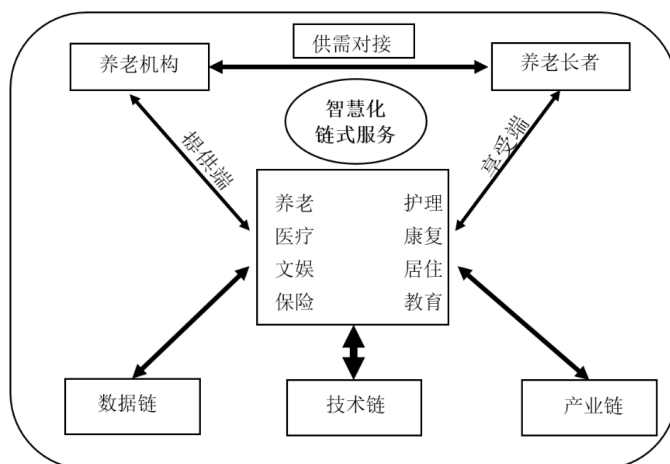 供需对接
养老机构
养老长者
智慧化
链式服务
提供端
享受端
养老 护理
医疗 康复
文娱 居住
保险 教育
数据链
技术链
产业链